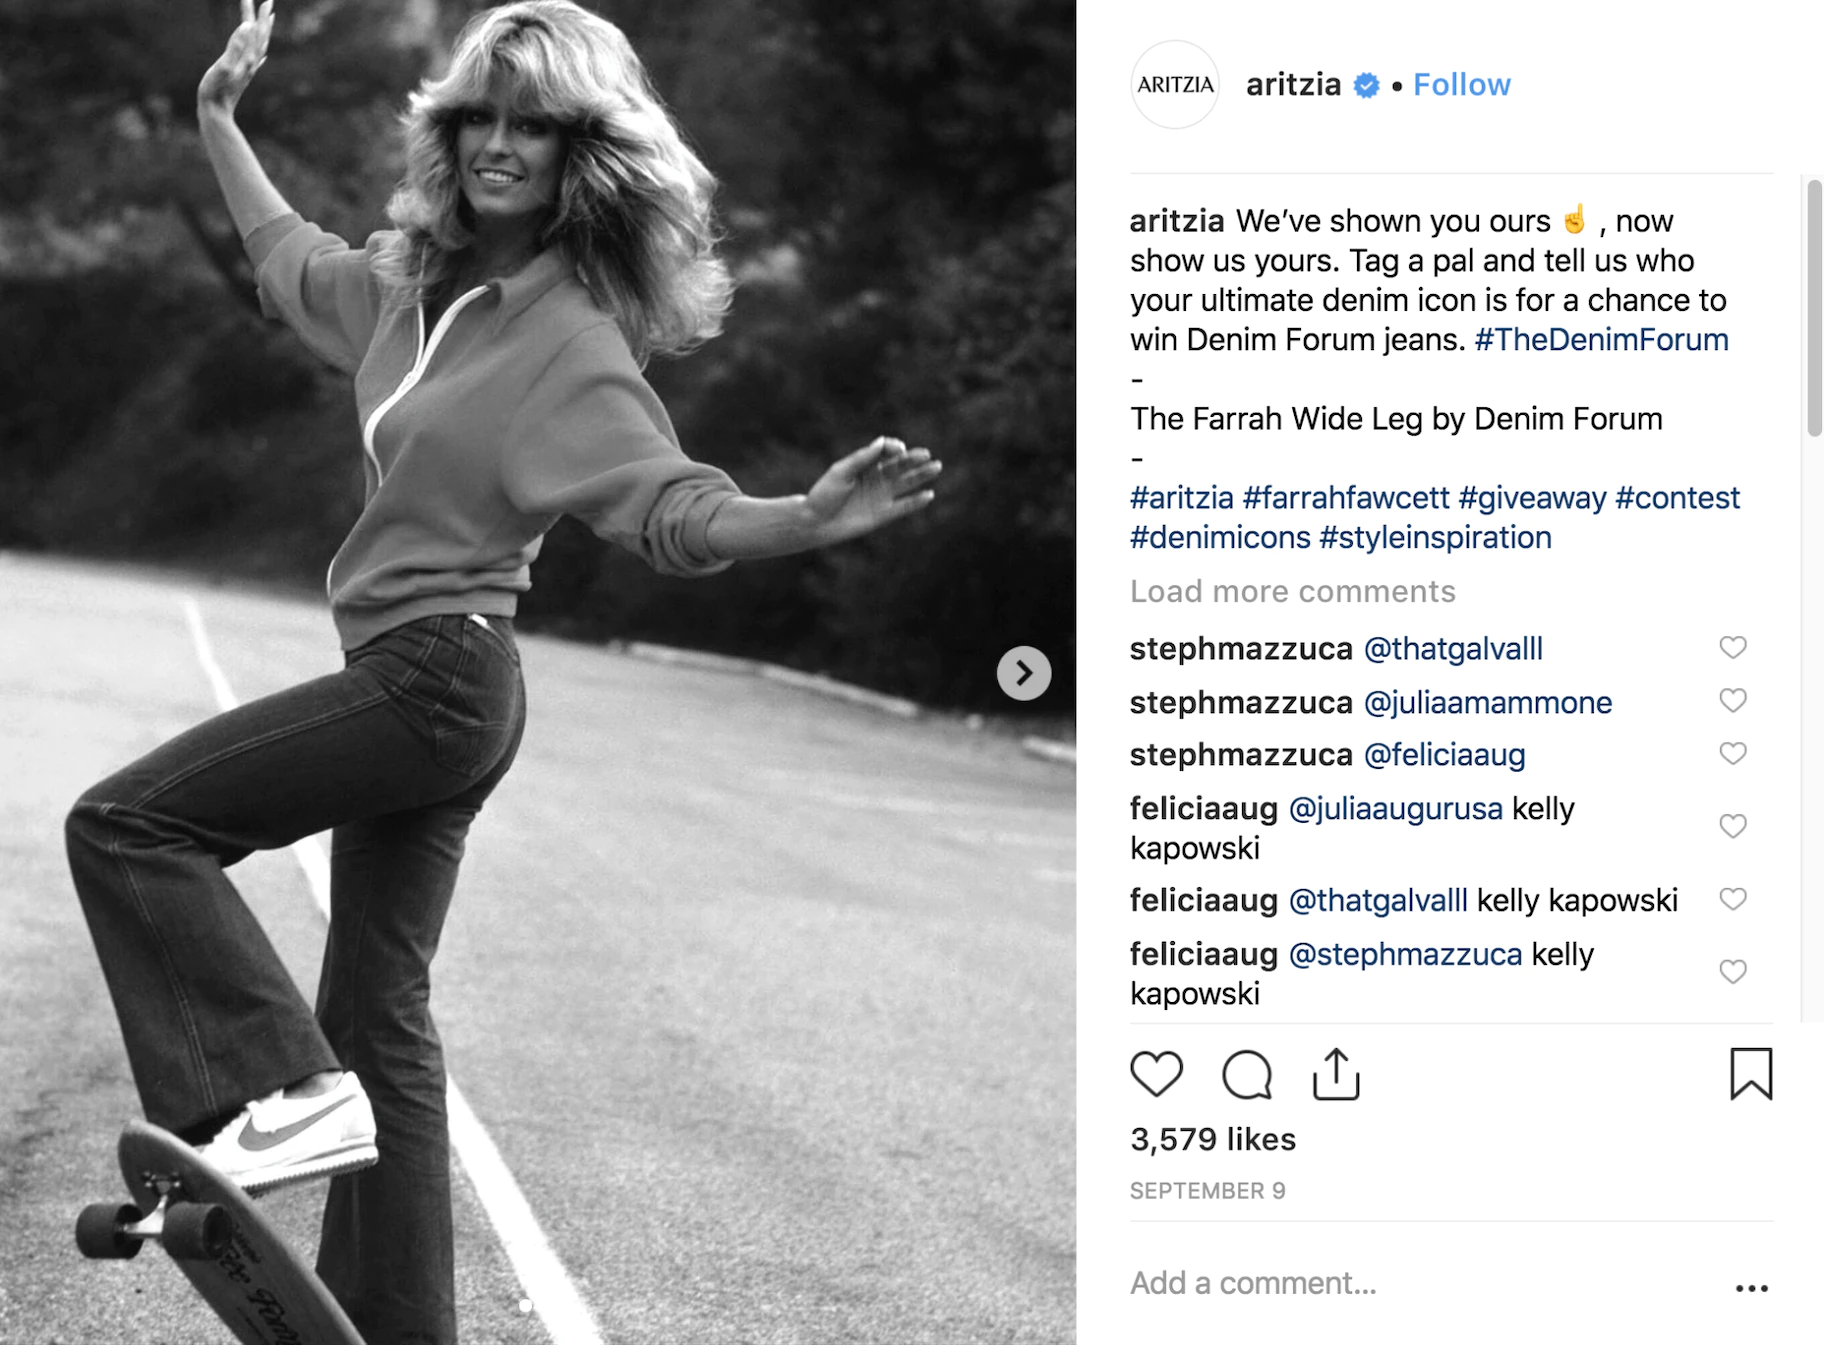 ARITZIA
aritzia • Follow
aritzia We’ve shown you ours ☝ , now
show us yours. Tag a pal and tell us who
your ultimate denim icon is for a chance to
win Denim Forum jeans. #TheDenimForum
-
The Farrah Wide Leg by Denim Forum
-
#aritzia #farrahfawcett #giveaway #contest
#denimicons #styleinspiration
Load more comments
stephmazzuca @thatgalvalll
stephmazzuca @juliaamammone
stephmazzuca @feliciaaug
feliciaaug @juliaaugurusa kelly
kapowski
feliciaaug @thatgalvalll kelly kapowski
feliciaaug @stephmazzuca kelly
kapowski
3,579 likes
SEPTEMBER 9
Add a comment...